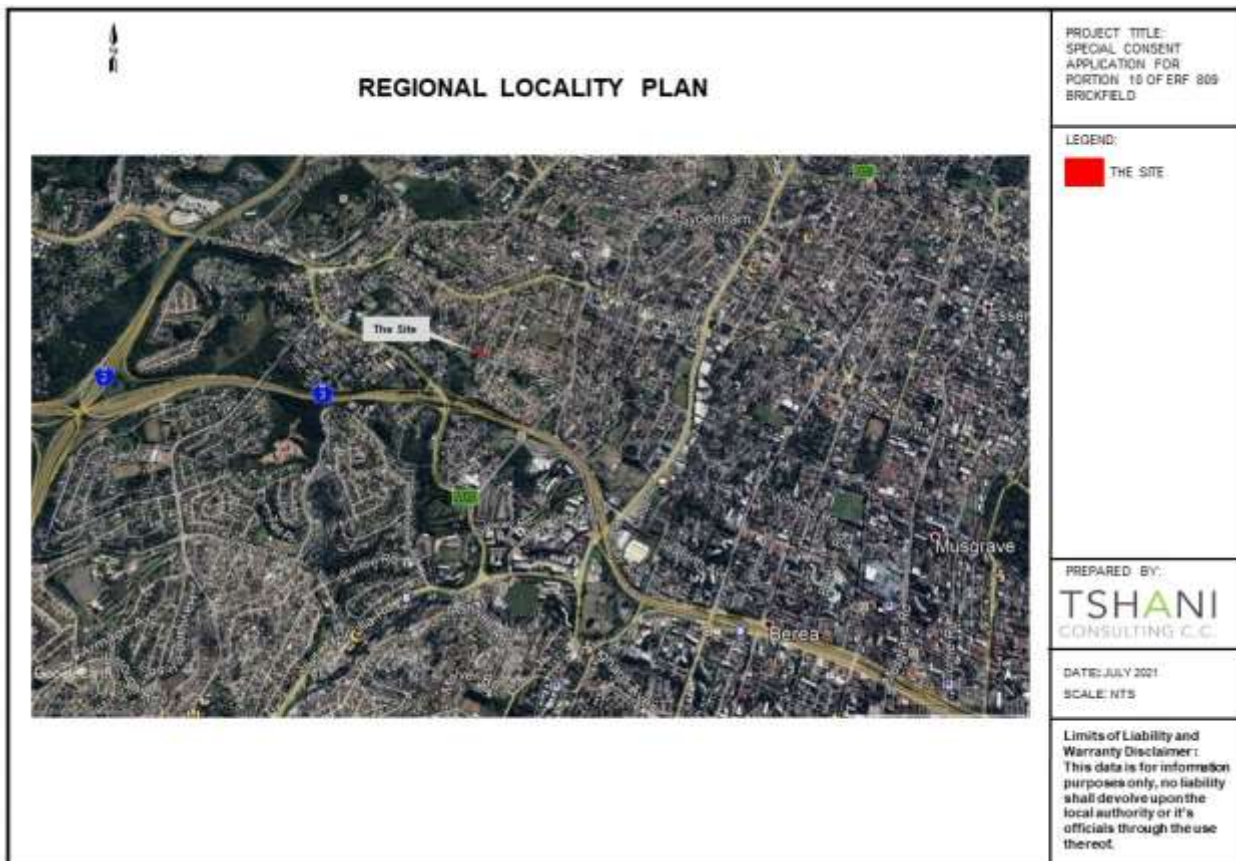 N
REGIONAL LOCALITY PLAN
Sydenham
Essen
The Site
3
Musgrave
Berea
PROJECT TITLE:
SPECIAL CONSENT
APPLICATION FOR
PORTION 10 OF ERF 809
BRICKFIELD
LEGEND:
THE SITE
PREPARED BY:
TSHANI
CONSULTING C.C.
DATE: JULY 2021
SCALE: NTS
Limits of Liability and
Warranty Disclaimer :
This data is for information
purposes only, no liability
shall devolve upon the
local authority or it's
officials through the use
thereof.